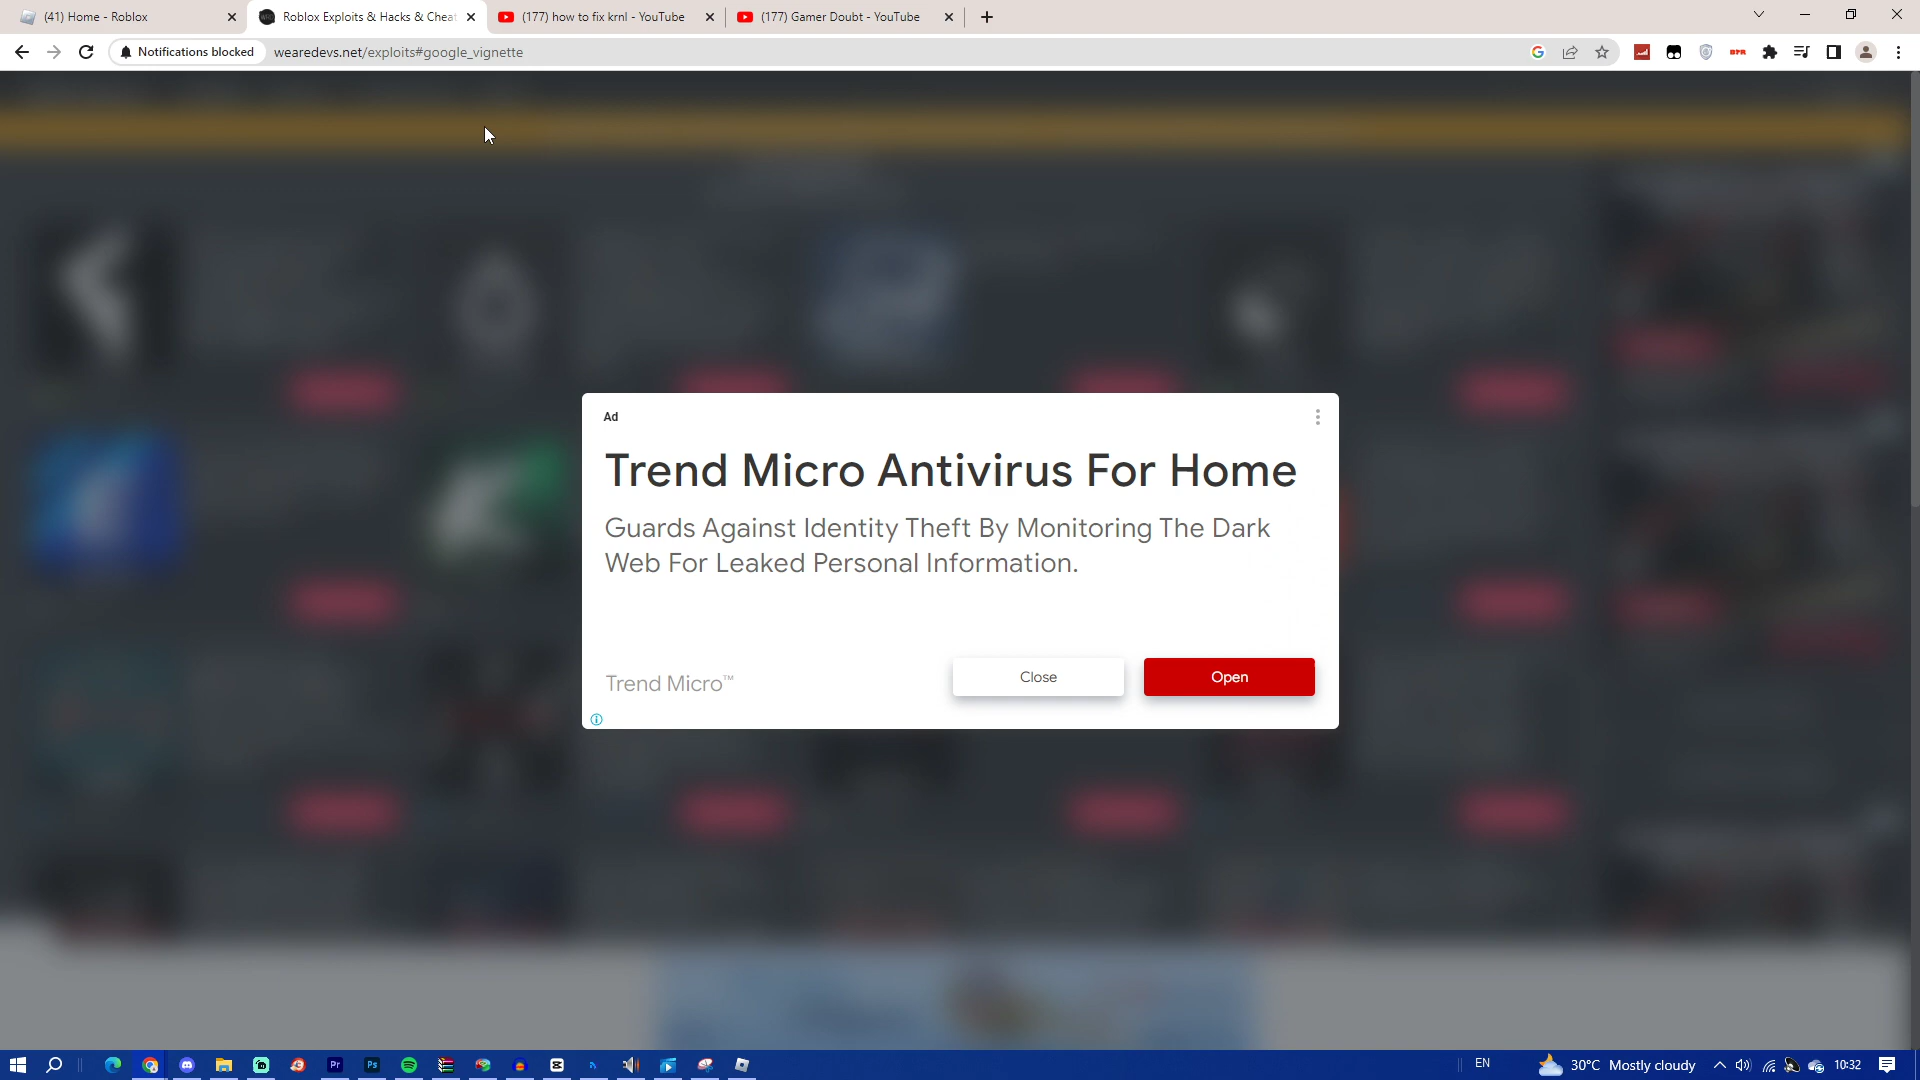 (41) Home - Roblox
Roblox Exploits & Hacks & Cheat
(177) how to fix krnl - YouTube
(177) Gamer Doubt - YouTube
Notifications blocked
wearedevs.net/exploits#google_vignette
Ad
Trend Micro Antivirus For Home
Guards Against Identity Theft By Monitoring The Dark
Web For Leaked Personal Information.
Trend Micro™
Close
Open
Pr
Ps
EN
30°C Mostly cloudy
10:32